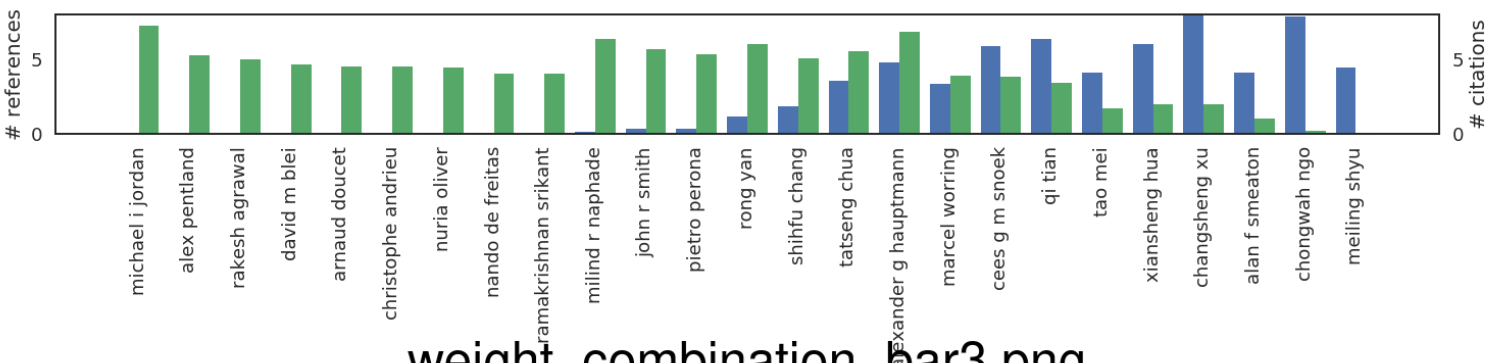 # references
5
0
5
0
# citations
michael i jordan
alex pentland
rakesh agrawal
david m blei
arnaud doucet
christophe andrieu
nuria oliver
nando de freitas
ramakrishnan srikant
milind r naphade
john r smith
pietro perona
rong yan
shihfu chang
tatseng chua
alexander g hauptmann
marcel worring
cees g m snoek
qi tian
tao mei
xiansheng hua
changsheng xu
alan f smeaton
chongwah ngo
meiling shyu
weight_combination_bar3.png